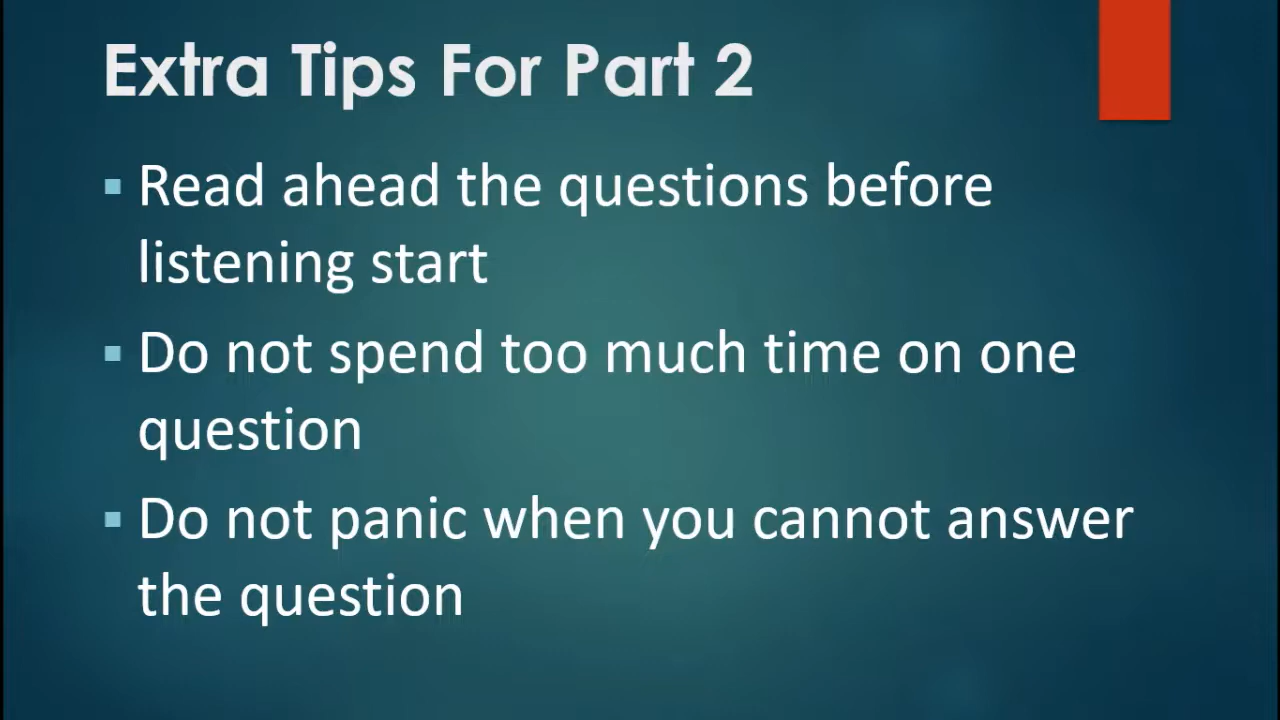 Extra Tips For Part 2
▪ Read ahead the questions before
listening start
▪ Do not spend too much time on one
question
▪ Do not panic when you cannot answer
the question